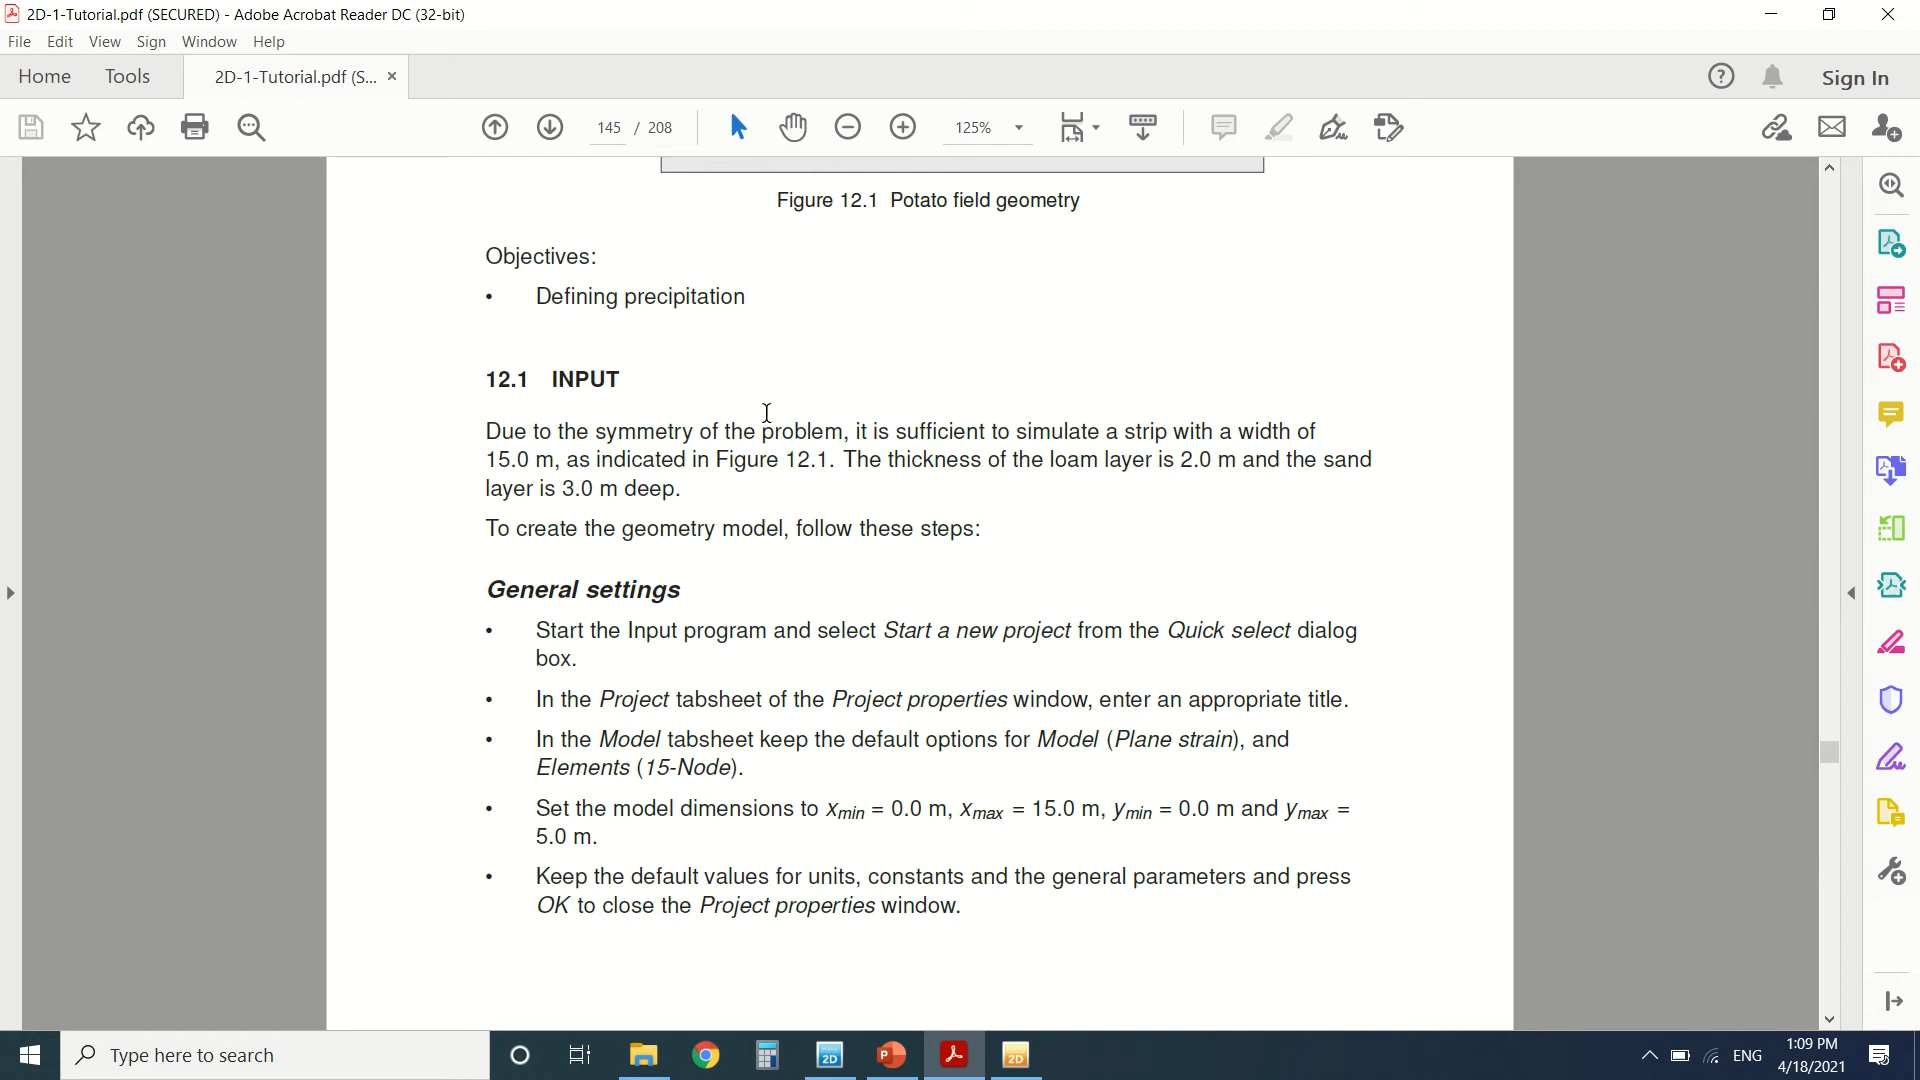 2D-1-Tutorial.pdf (SECURED) - Adobe Acrobat Reader DC (32-bit)
File Edit View Sign Window Help
Home Tools 2D-1-Tutorial.pdf (S... × Sign In
145 / 208 125%
Figure 12.1 Potato field geometry
Objectives:
• Defining precipitation
12.1 INPUT
Due to the symmetry of the problem, it is sufficient to simulate a strip with a width of
15.0 m, as indicated in Figure 12.1. The thickness of the loam layer is 2.0 m and the sand
layer is 3.0 m deep.
To create the geometry model, follow these steps:
General settings
• Start the Input program and select Start a new project from the Quick select dialog
box.
• In the Project tabsheet of the Project properties window, enter an appropriate title.
• In the Model tabsheet keep the default options for Model (Plane strain), and
Elements (15-Node).
• Set the model dimensions to xmin = 0.0 m, xmax = 15.0 m, ymin = 0.0 m and ymax =
5.0 m.
• Keep the default values for units, constants and the general parameters and press
OK to close the Project properties window.
Type here to search 2D P 2D ENG
1:09 PM
4/18/2021